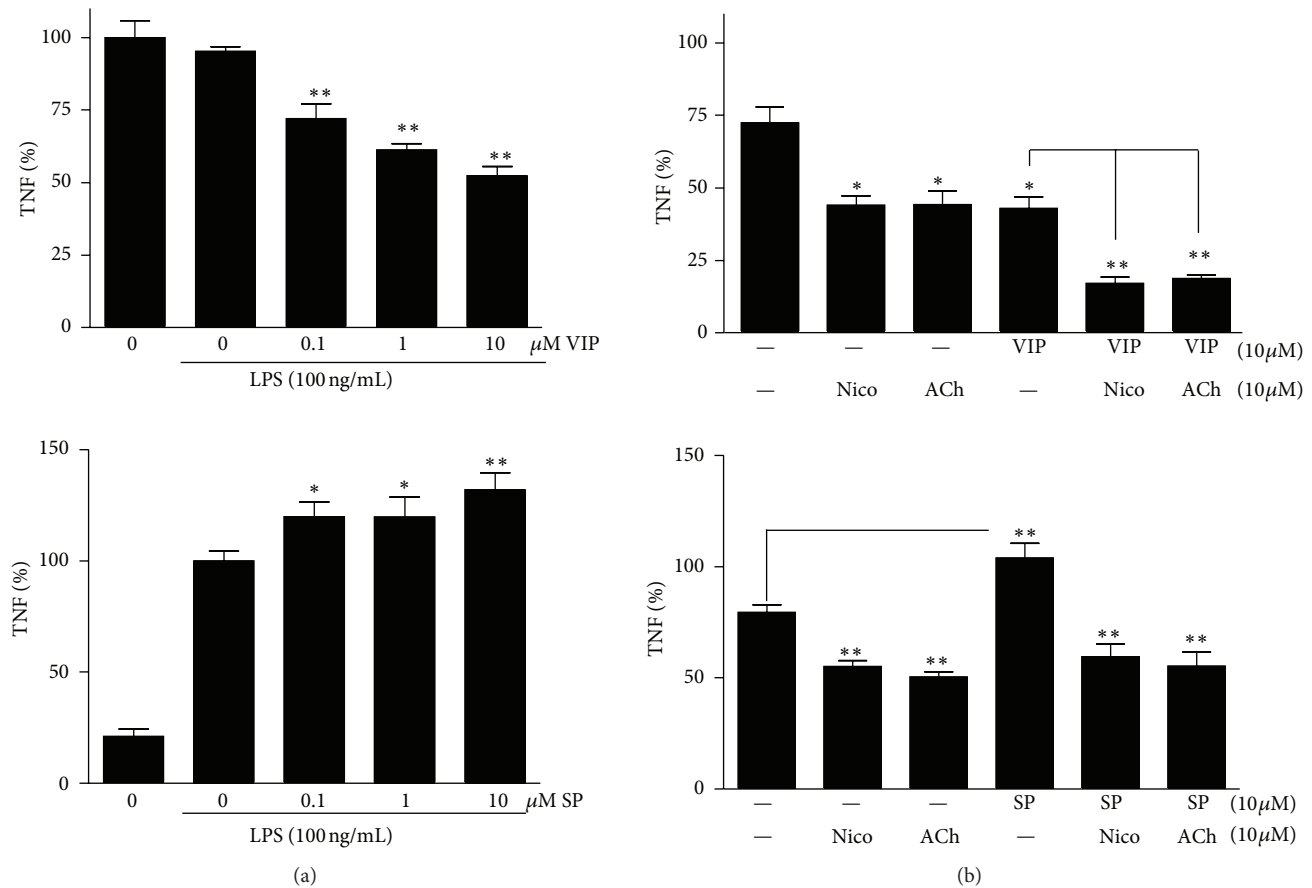 100
75
50
25
0
TNF (%)
**
**
**
0 0 0.1 1 10 μM VIP
LPS (100 ng/mL)
100
75
50
25
0
TNF (%)
*
*
*
**
**
— — — VIP VIP VIP (10μM)
— Nico ACh — Nico ACh (10μM)
150
100
50
0
TNF (%)
*
*
**
0 0 0.1 1 10 μM SP
LPS (100 ng/mL)
(a)
150
100
50
0
TNF (%)
**
**
**
**
**
— — — SP SP SP (10μM)
— Nico ACh — Nico ACh (10μM)
(b)